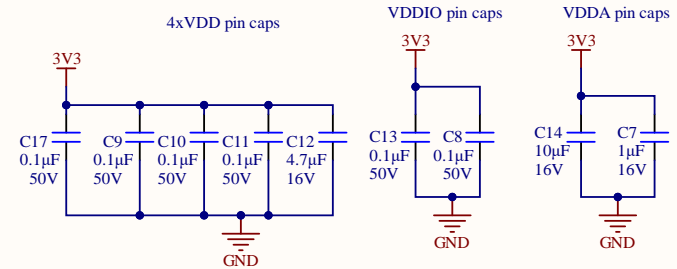 4xVDD pin caps
VDDIO pin caps
VDDA pin caps
3V3
3V3
3V3
C17
0.1µF
50V
C9
0.1µF
50V
C10
0.1µF
50V
C11
0.1µF
50V
C12
4.7µF
16V
C13
0.1µF
50V
C8
0.1µF
50V
C14
10µF
16V
C7
1µF
16V
GND
GND
GND